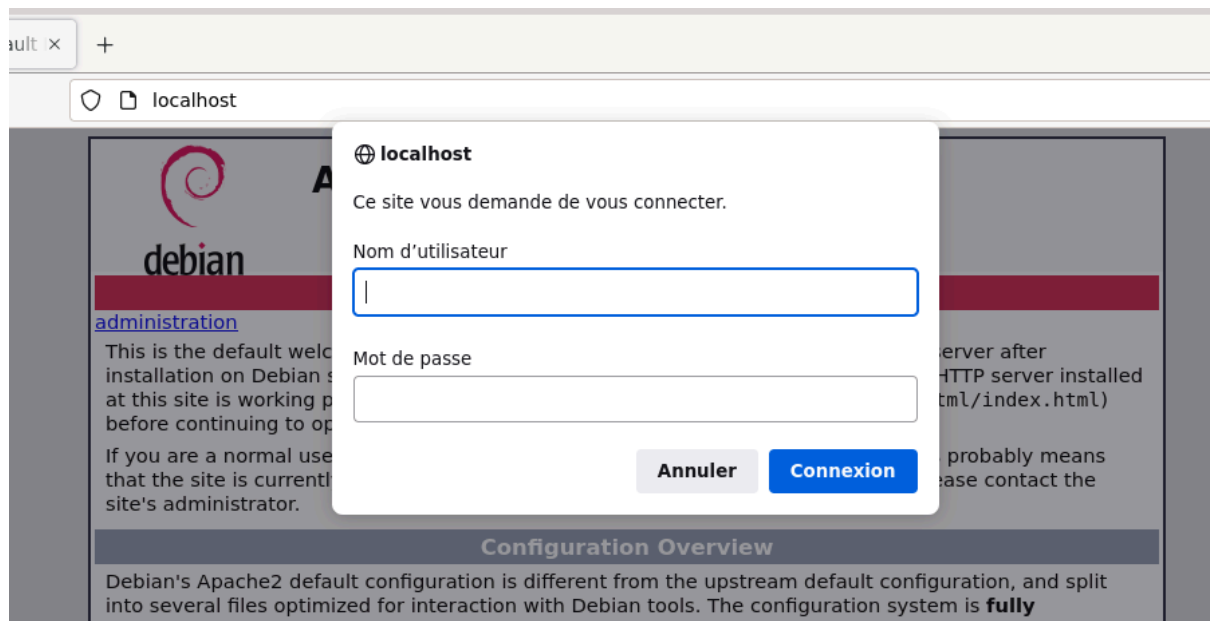 ault
localhost
localhost
Ce site vous demande de vous connecter.
Nom d’utilisateur
Mot de passe
Annuler Connexion
debian
A
administration
This is the default welc erver after
installation on Debian s HTTP server installed
at this site is working p tml/index.html)
before continuing to op
If you are a normal use probably means
that the site is currentl ease contact the
site's administrator.
Configuration Overview
Debian's Apache2 default configuration is different from the upstream default configuration, and split
into several files optimized for interaction with Debian tools. The configuration system is fully